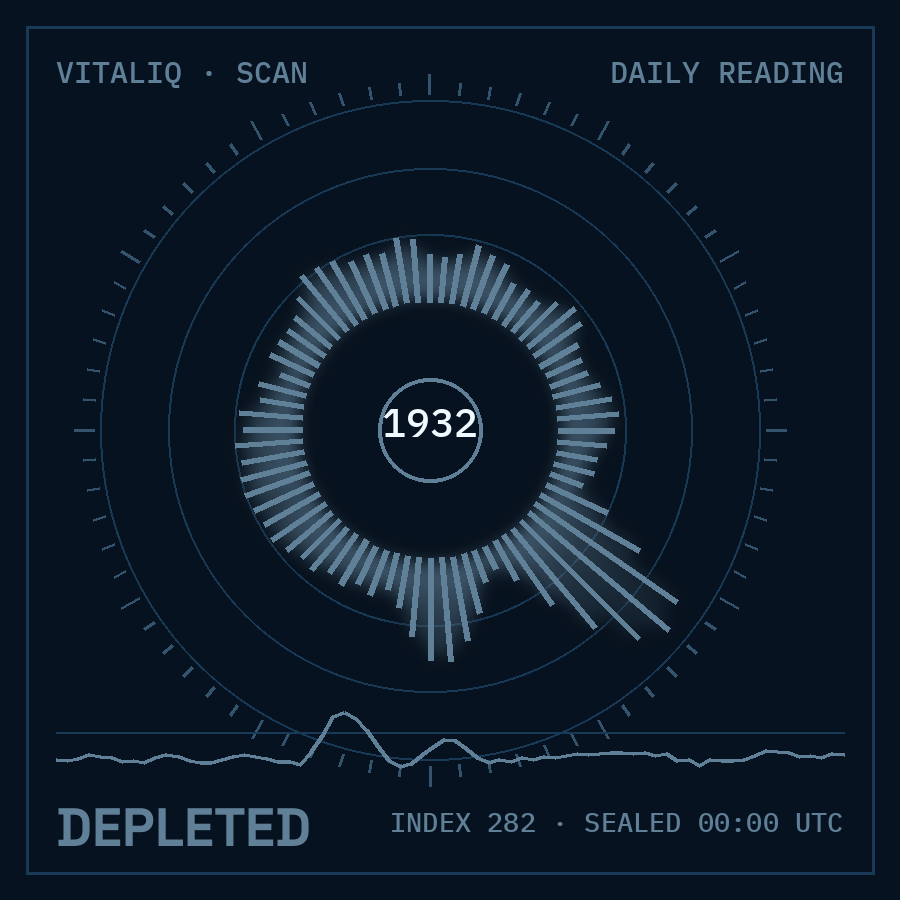 VITALIQ · SCAN
DAILY READING
1932
DEPLETED
INDEX 282 · SEALED 00:00 UTC